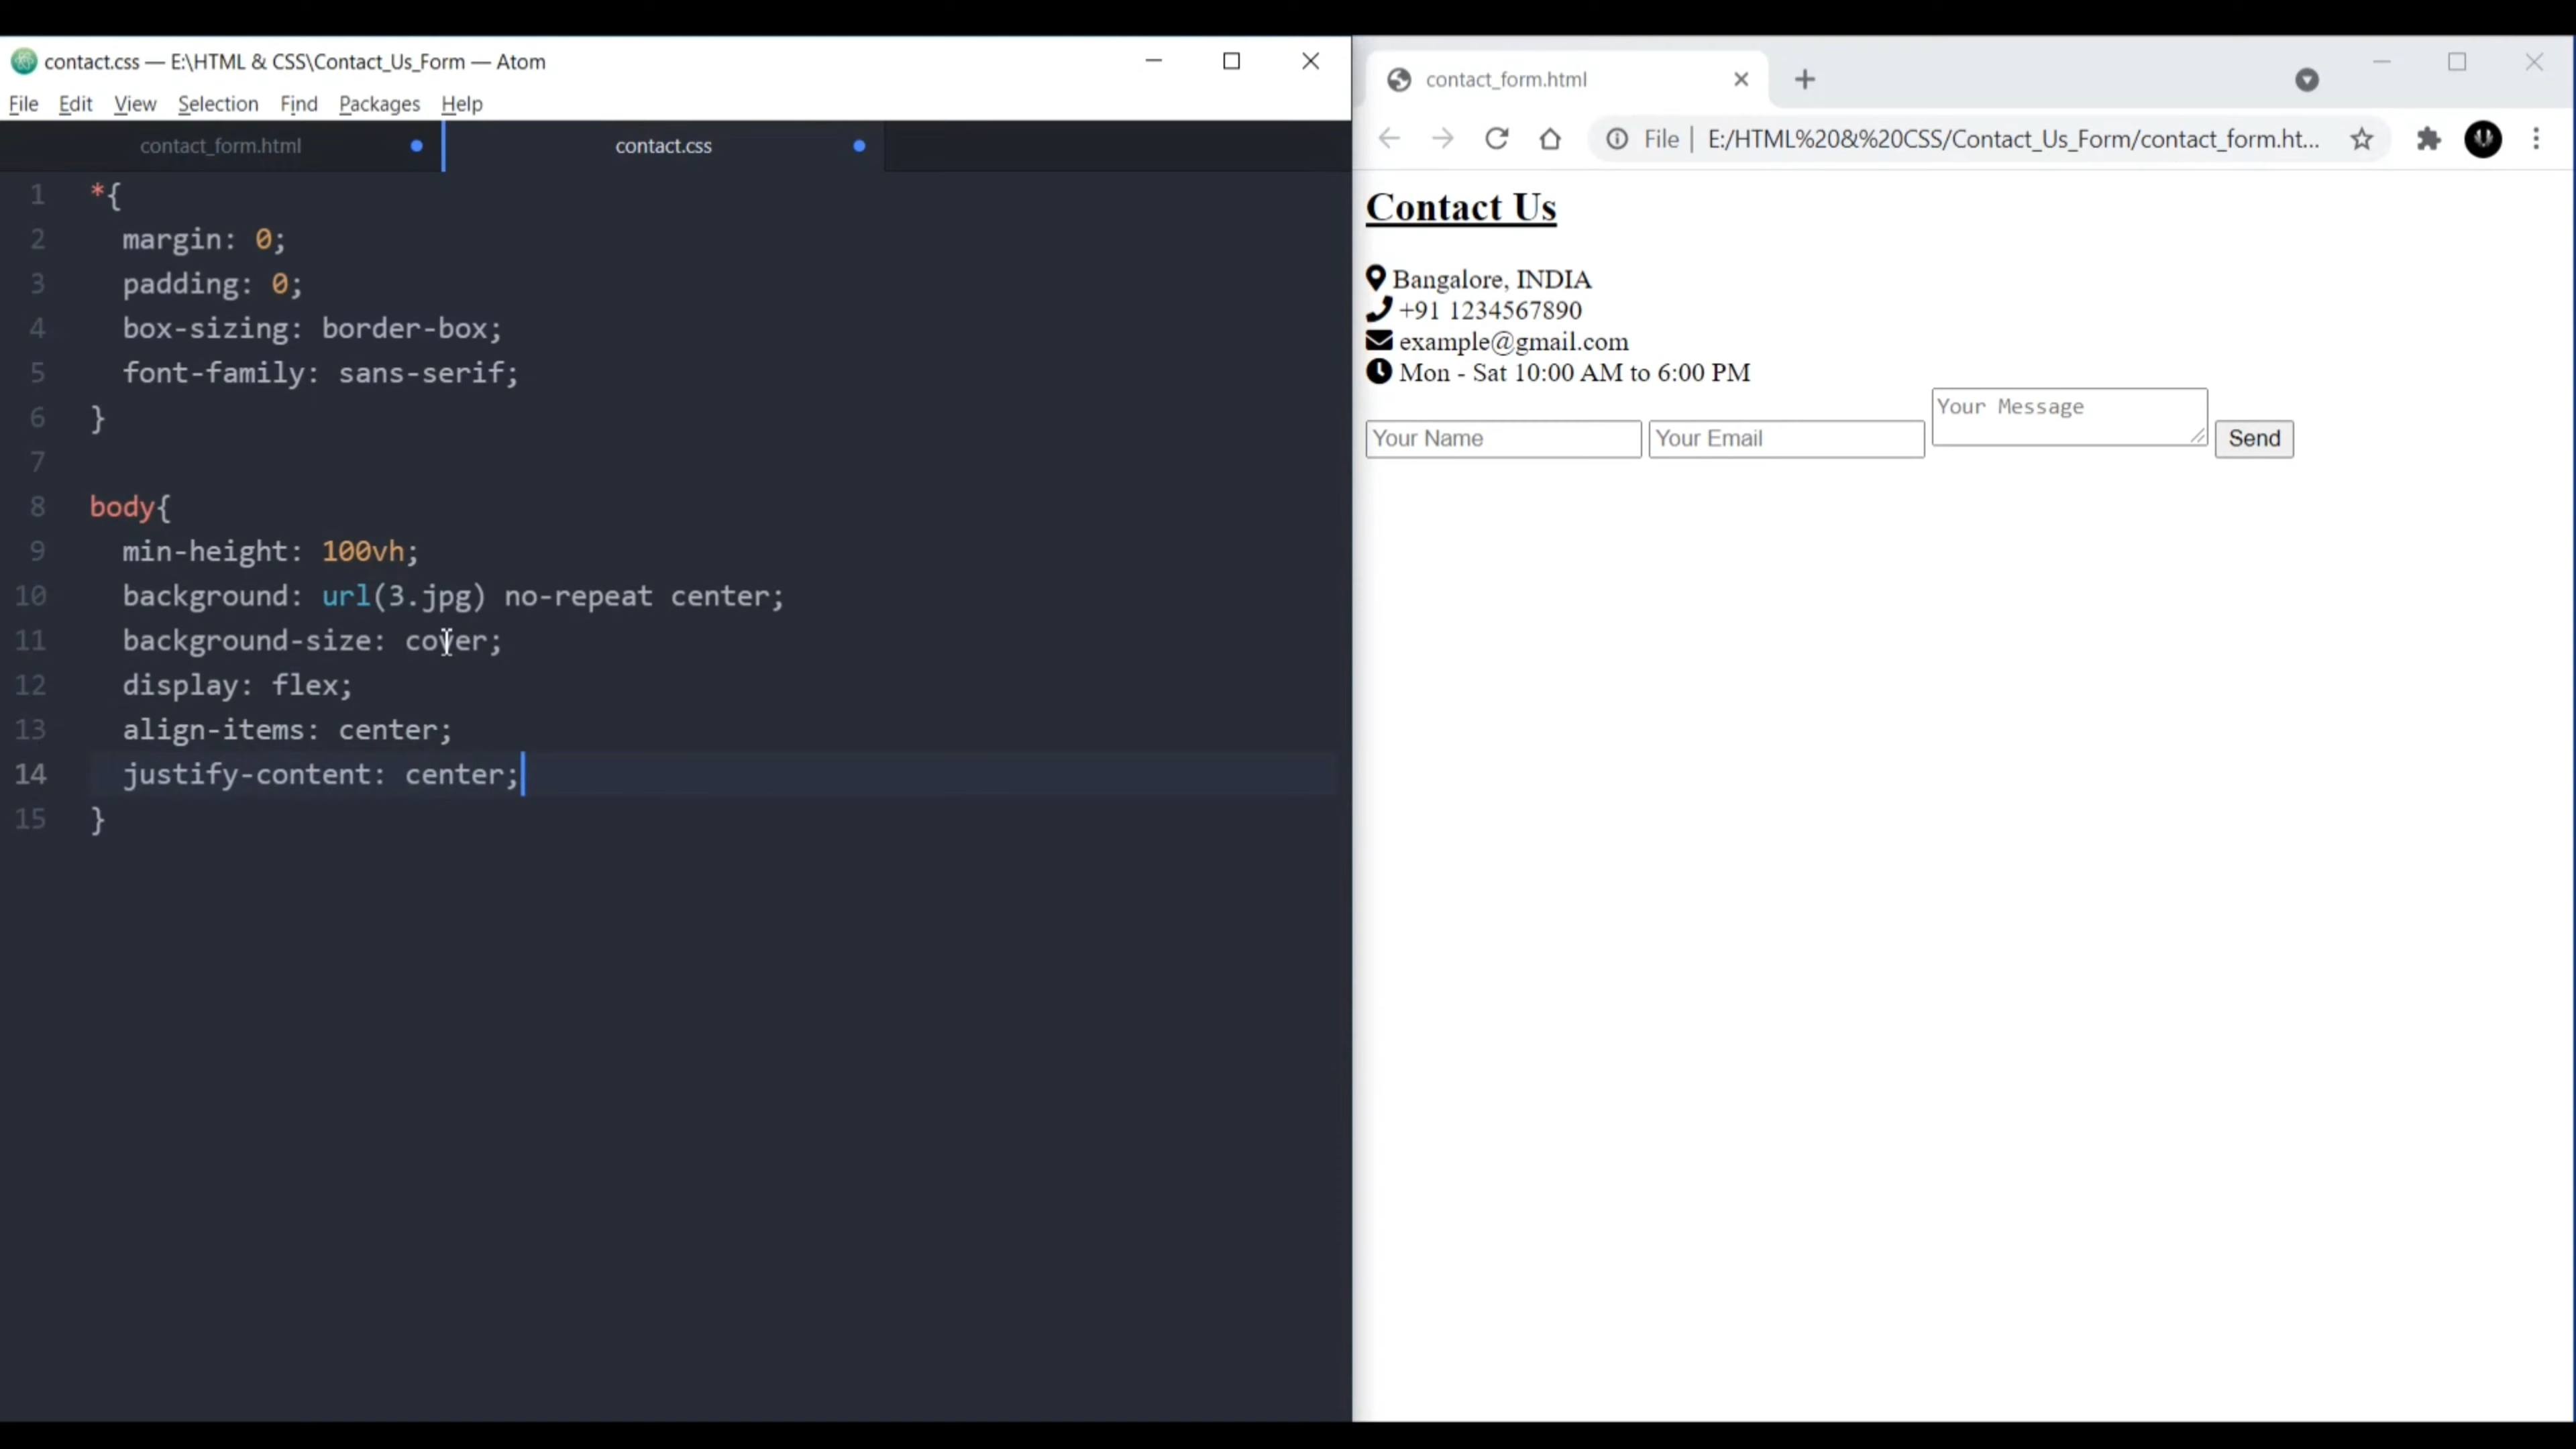 contact.css — E:\HTML & CSS\Contact_Us_Form — Atom
File Edit View Selection Find Packages Help
contact_form.html
contact.css
1 *{
2 margin: 0;
3 padding: 0;
4 box-sizing: border-box;
5 font-family: sans-serif;
6 }
7
8 body{
9 min-height: 100vh;
10 background: url(3.jpg) no-repeat center;
11 background-size: cover;
12 display: flex;
13 align-items: center;
14 justify-content: center;
15 }
contact_form.html
File | E:/HTML%20&%20CSS/Contact_Us_Form/contact_form.ht...
Contact Us
Bangalore, INDIA
+91 1234567890
example@gmail.com
Mon - Sat 10:00 AM to 6:00 PM
Your Name Your Email Your Message Send